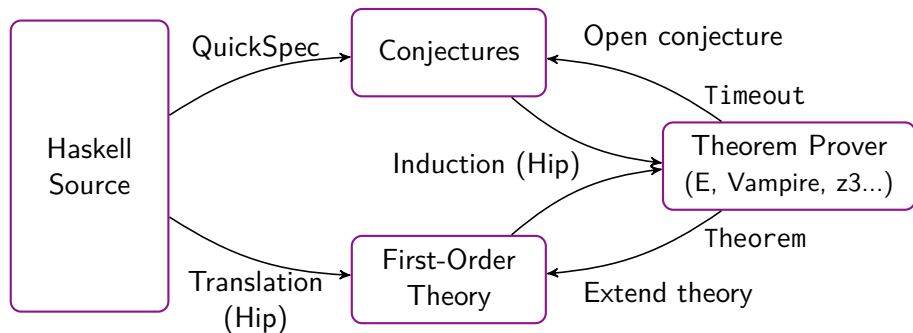 Haskell
Source
QuickSpec
Conjectures
Open conjecture
Timeout
Induction (Hip)
Theorem Prover
(E, Vampire, z3...)
Translation
(Hip)
First-Order
Theory
Theorem
Extend theory